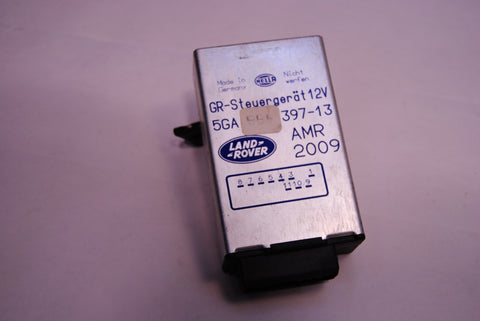 Made In Germany
HELLA
Nicht werfen
GR-Steuergerät 12V
5GA 397-13
LAND-ROVER
AMR 2009
8 7 6 5 4 3 1
11 10 9